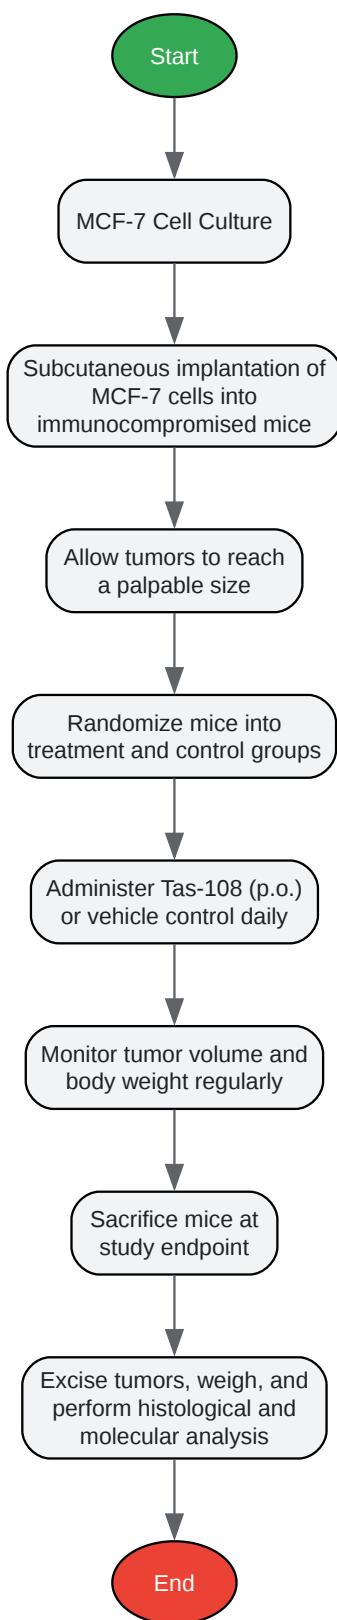 Start
MCF-7 Cell Culture
Subcutaneous implantation of
MCF-7 cells into
immunocompromised mice
Allow tumors to reach
a palpable size
Randomize mice into
treatment and control groups
Administer Tas-108 (p.o.)
or vehicle control daily
Monitor tumor volume and
body weight regularly
Sacrifice mice at
study endpoint
Excise tumors, weigh, and
perform histological and
molecular analysis
End